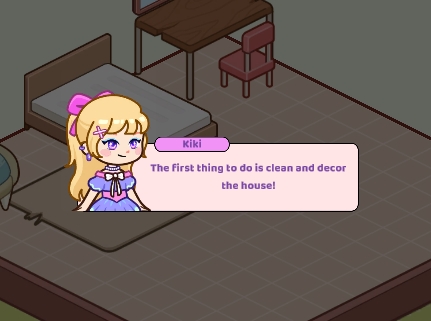 Kiki
The first thing to do is clean and decor
the house!